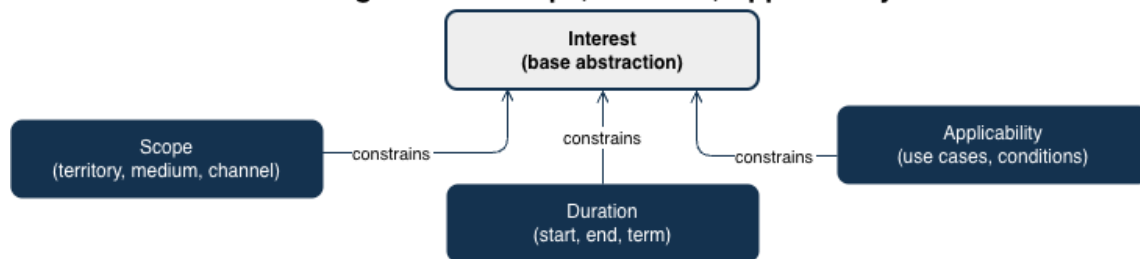 Interest
(base abstraction)
Scope
(territory, medium, channel)
constrains
constrains
constrains
Applicability
(use cases, conditions)
Duration
(start, end, term)